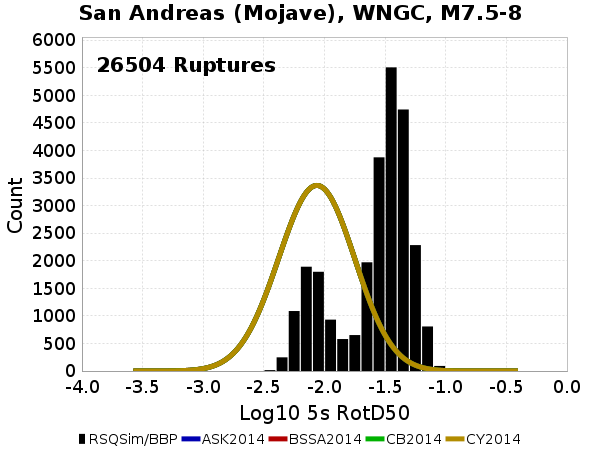 San Andreas (Mojave), WNGC, M7.5-8
26504 Ruptures
6000
5500
5000
4500
4000
3500
3000
2500
2000
1500
1000
500
0
Count
-4.0 -3.5 -3.0 -2.5 -2.0 -1.5 -1.0 -0.5 0.0
Log10 5s RotD50
RSQSim/BBP ASK2014 BSSA2014 CB2014 CY2014